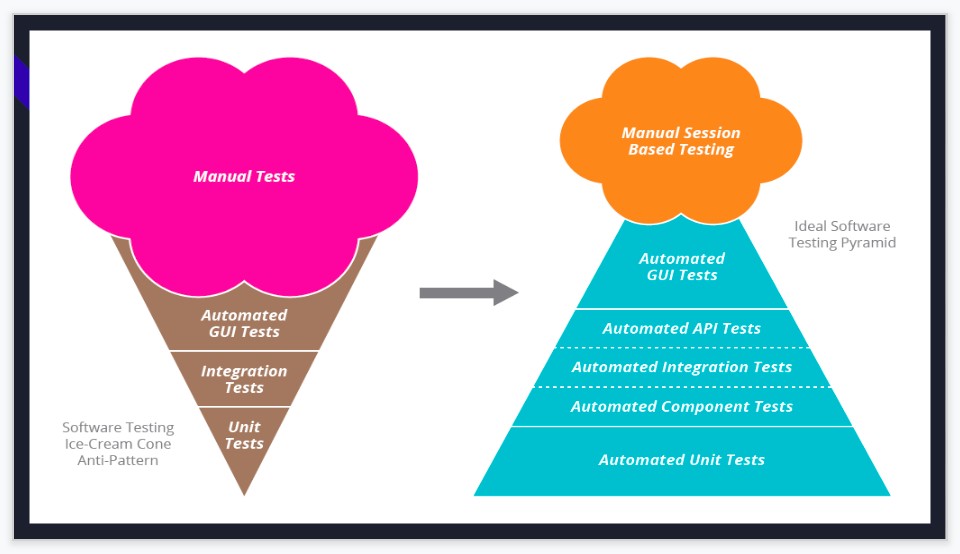 Manual Tests
Automated
GUI Tests
Integration
Tests
Unit
Tests
Software Testing
Ice-Cream Cone
Anti-Pattern
Manual Session
Based Testing
Ideal Software
Testing Pyramid
Automated
GUI Tests
Automated API Tests
Automated Integration Tests
Automated Component Tests
Automated Unit Tests